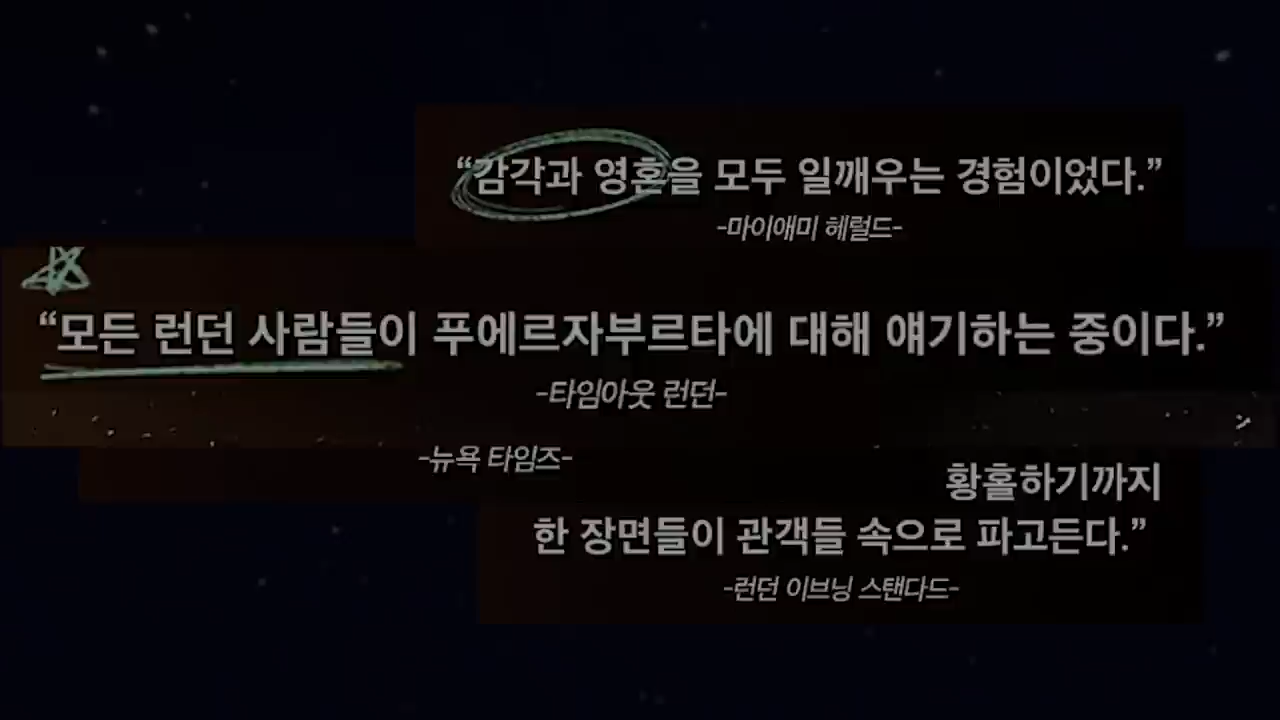 “감각과 영혼을 모두 일깨우는 경험이었다.”
-마이애미 헤럴드-
“모든 런던 사람들이 푸에르자부르타에 대해 얘기하는 중이다.”
-타임아웃 런던-
-뉴욕 타임즈-
황홀하기까지
한 장면들이 관객들 속으로 파고든다.”
-런던 이브닝 스탠다드-